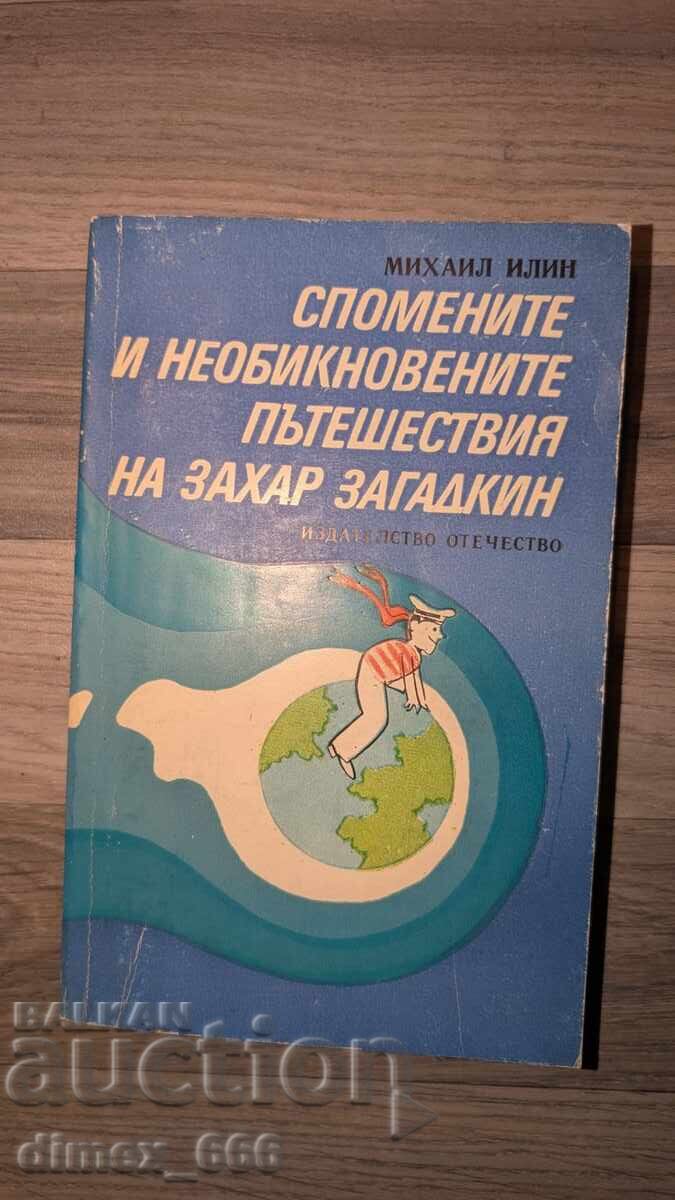 МИХАИЛ ИЛИН
СПОМЕНИТЕ
И НЕОБИКНОВЕНИТЕ
ПЪТЕШЕСТВИЯ
НА ЗАХАР ЗАГАДКИН
ИЗДАТЕЛСТВО ОТЕЧЕСТВО
BALKAN
auction
dimex_666